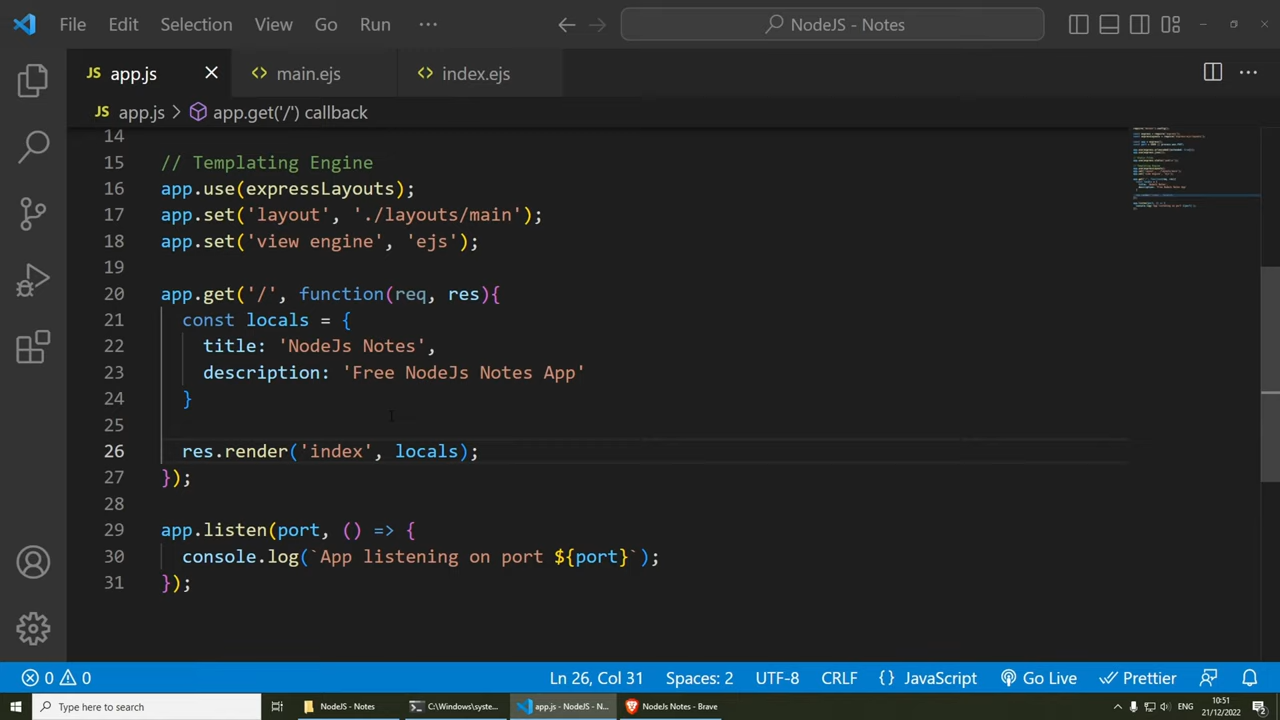 File Edit Selection View Go Run ··· NodeJS - Notes
JS app.js main.ejs index.ejs
JS app.js > app.get('/') callback
14
15 // Templating Engine
16 app.use(expressLayouts);
17 app.set('layout', './layouts/main');
18 app.set('view engine', 'ejs');
19
20 app.get('/', function(req, res){
21 const locals = {
22 title: 'NodeJs Notes',
23 description: 'Free NodeJs Notes App'
24 }
25
26 res.render('index', locals);
27 });
28
29 app.listen(port, () => {
30 console.log(`App listening on port ${port}`);
31 });
0 0 Ln 26, Col 31 Spaces: 2 UTF-8 CRLF {} JavaScript Go Live Prettier
Type here to search NodeJS - Notes C:\Windows\syste... app.js - NodeJS - N... NodeJs Notes - Brave ENG 10:51
21/12/2022 2